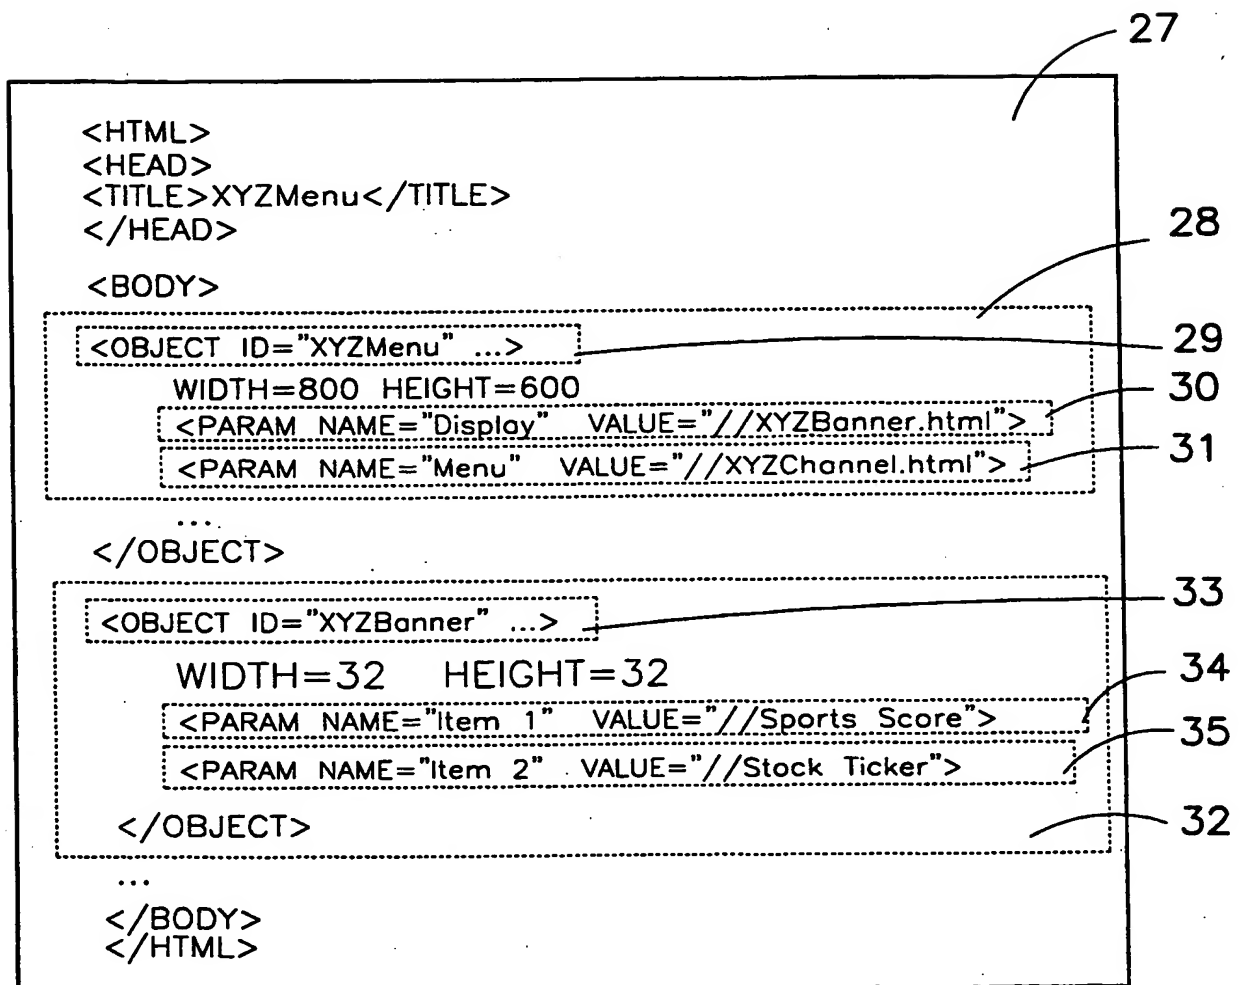 27
<HTML>
<HEAD>
<TITLE>XYZMenu</TITLE>
</HEAD>
28
<BODY>
<OBJECT ID="XYZMenu" ...>
29
WIDTH=800 HEIGHT=600
30
<PARAM NAME="Display" VALUE="//XYZBanner.html">
<PARAM NAME="Menu" VALUE="//XYZChannel.html">
31
...
</OBJECT>
33
<OBJECT ID="XYZBanner" ...>
WIDTH=32 HEIGHT=32
34
<PARAM NAME="Item 1" VALUE="//Sports Score">
35
<PARAM NAME="Item 2" VALUE="//Stock Ticker">
</OBJECT>
32
...
</BODY>
</HTML>